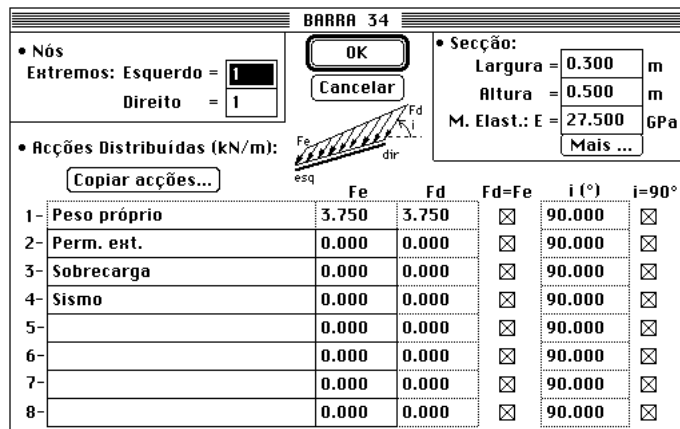 BARRA 34
• Nós
Extremos: Esquerdo = 1
Direito = 1
OK
Cancelar
• Secção:
Largura = 0.300 m
Altura = 0.500 m
M. Elast.: E = 27.500 GPa
Mais ...
Fe Fd i
esq dir
• Acções Distribuídas (kN/m):
Copiar acções...
Fe Fd Fd=Fe i (°) i=90°
1- Peso próprio 3.750 3.750 90.000
2- Perm. ext. 0.000 0.000 90.000
3- Sobrecarga 0.000 0.000 90.000
4- Sismo 0.000 0.000 90.000
5- 0.000 0.000 90.000
6- 0.000 0.000 90.000
7- 0.000 0.000 90.000
8- 0.000 0.000 90.000